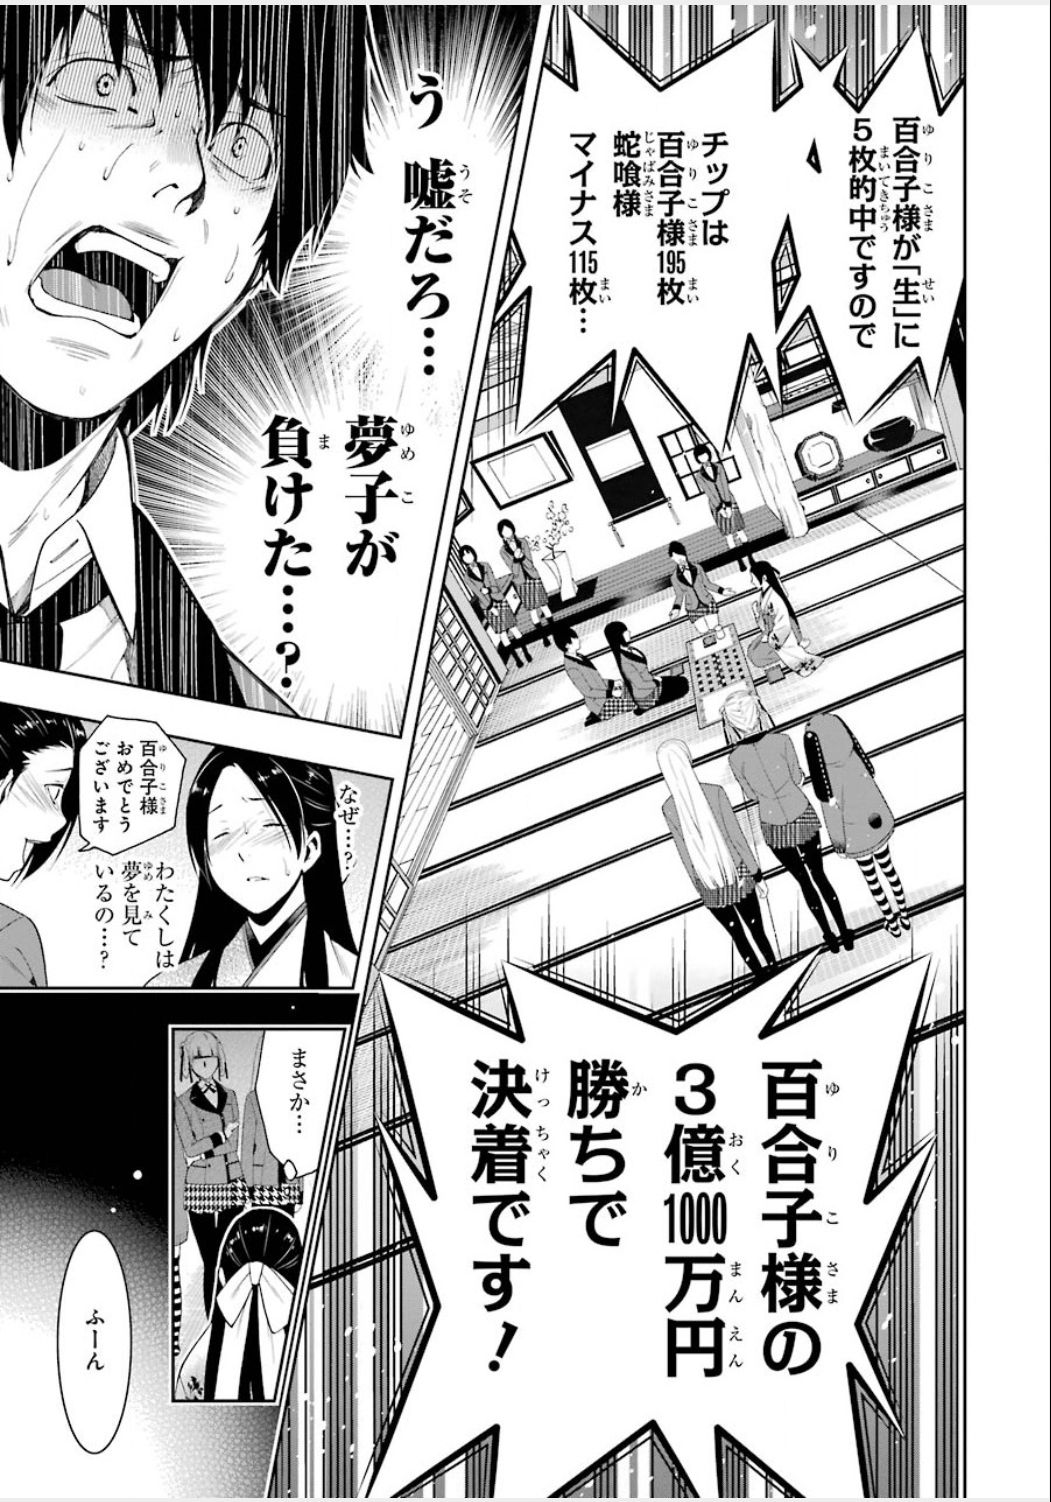 百合子様が「生」に
5枚的中ですので
チップは
百合子様195枚
蛇喰様
マイナス115枚…
う
嘘だろ…
夢子が
負けた……?
百合子様の
3億1000万円
勝ちで
決着です!
なぜ…?
百合子様
おめでとう
ございます
わたくしは
夢を見て
いるの…?
まさか…
ふーん